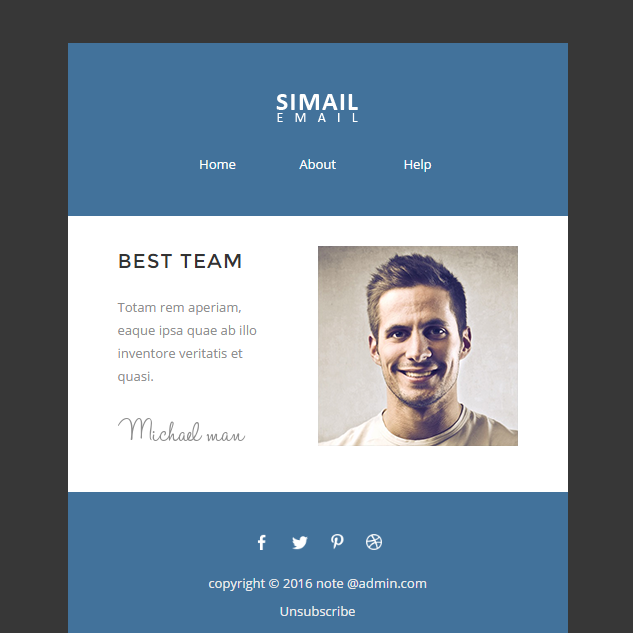 SIMAIL
EMAIL
Home About Help
BEST TEAM
Totam rem aperiam,
eaque ipsa quae ab illo
inventore veritatis et
quasi.
Michael man
copyright © 2016 note @admin.com
Unsubscribe